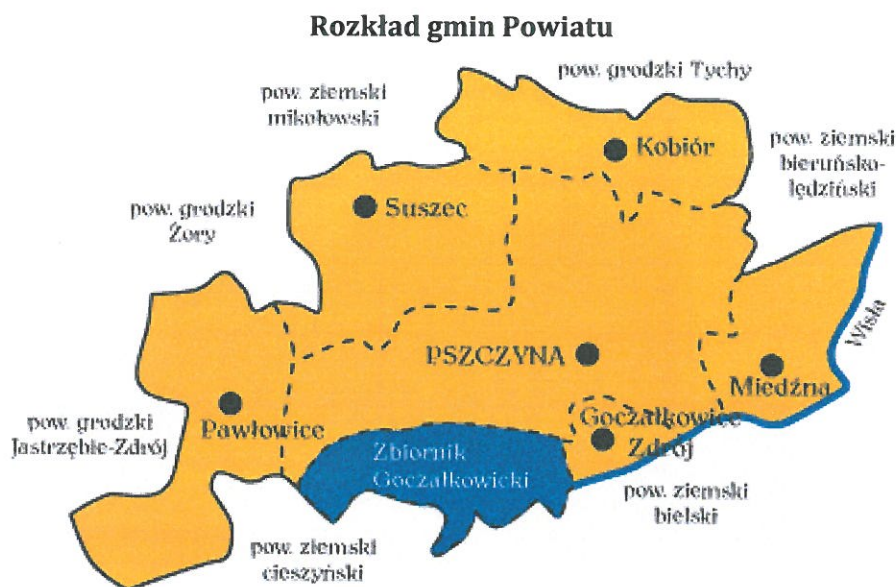 Rozkład gmin Powiatu
pow. grodzki Tychy
pow. ziemski
mikołowski
Kobiór
pow. ziemski
bieruńsko-
lędziński
pow. grodzki
Żory
Suszec
Wisła
PSZCZYNA
Miedźna
pow. grodzki
Jastrzębie-Zdrój
Pawłowice
Goczałkowice
Zdrój
Zbiornik
Goczałkowicki
pow. ziemski
bielski
pow. ziemski
cieszyński